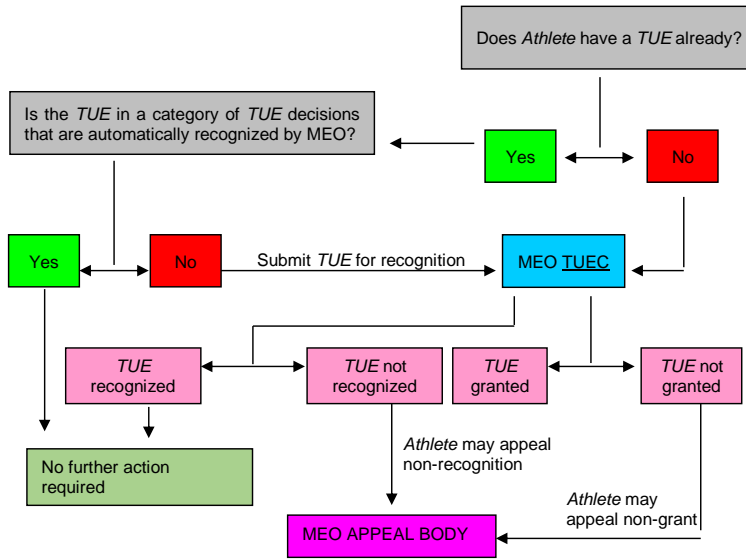 Does Athlete have a TUE already?
Is the TUE in a category of TUE decisions
that are automatically recognized by MEO?
Yes
No
Yes
No
Submit TUE for recognition
MEO TUEC
TUE
recognized
TUE not
recognized
TUE
granted
TUE not
granted
Athlete may appeal
non-recognition
No further action
required
Athlete may
appeal non-grant
MEO APPEAL BODY